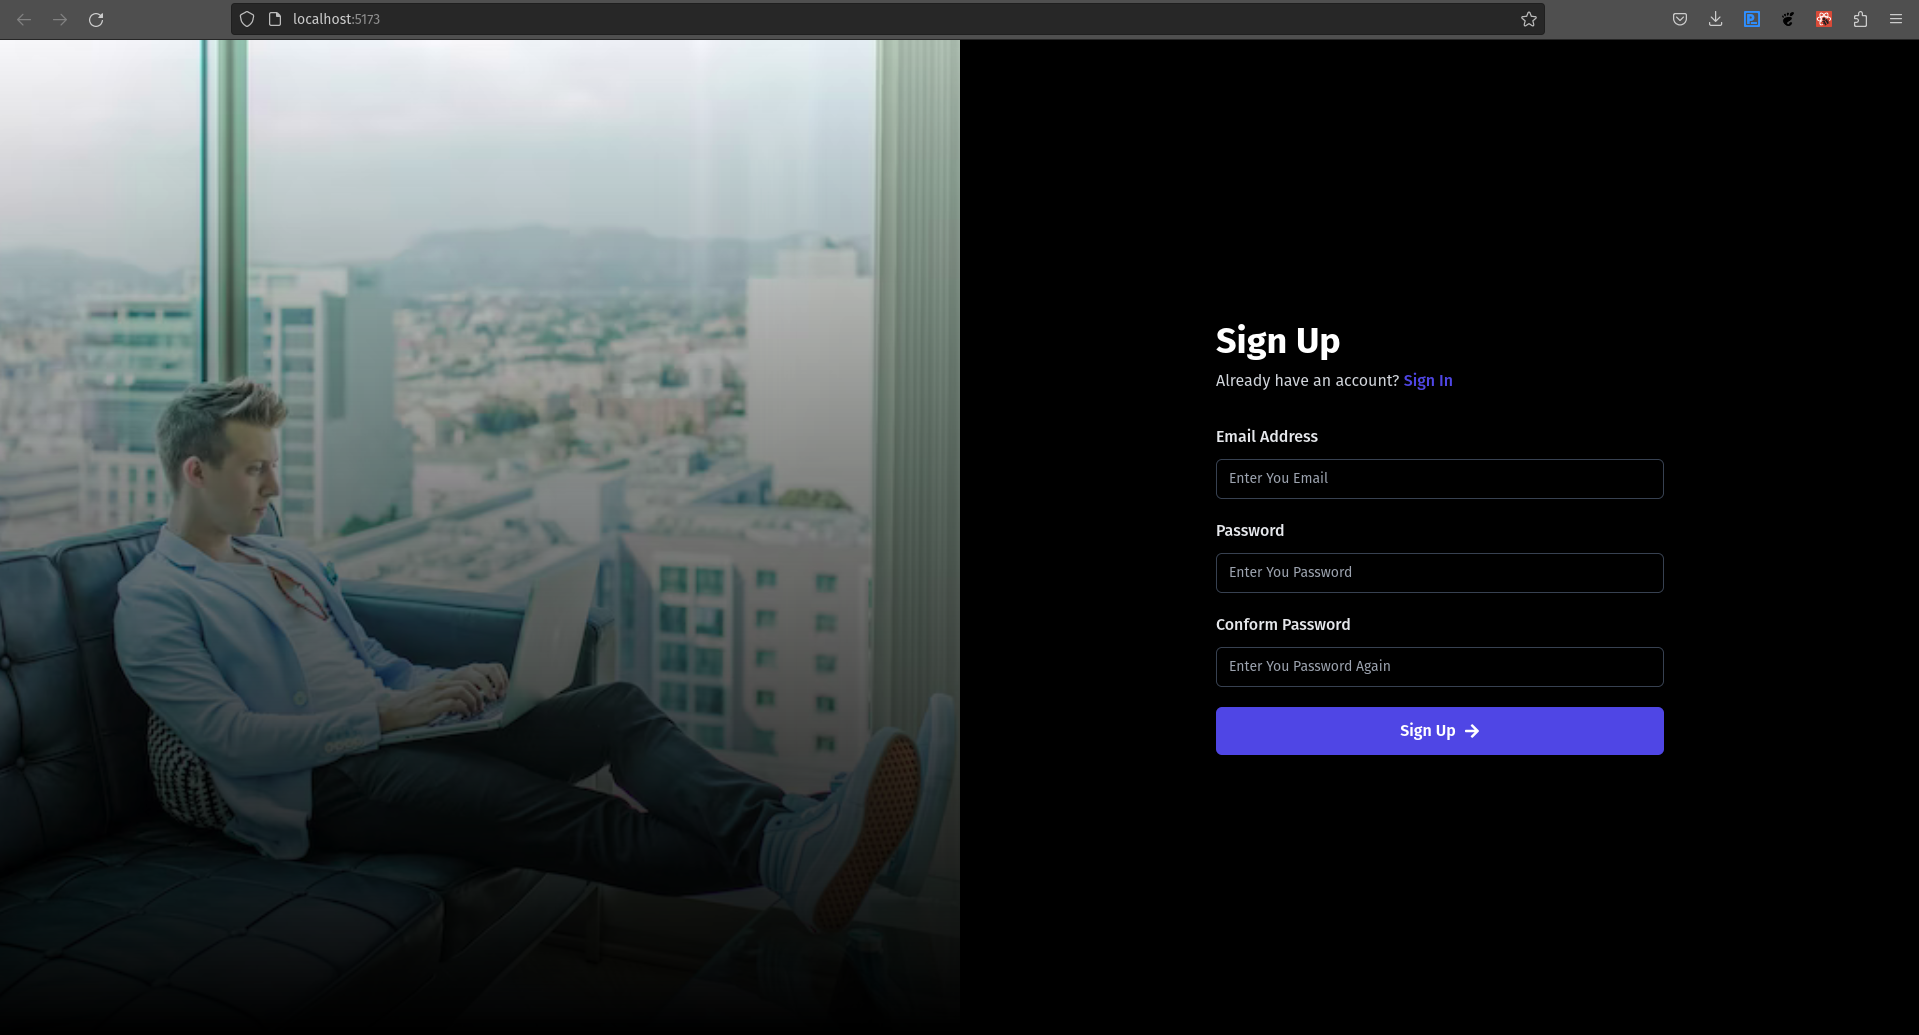 localhost:5173
Sign Up
Already have an account? Sign In
Email Address
Enter You Email
Password
Enter You Password
Conform Password
Enter You Password Again
Sign Up